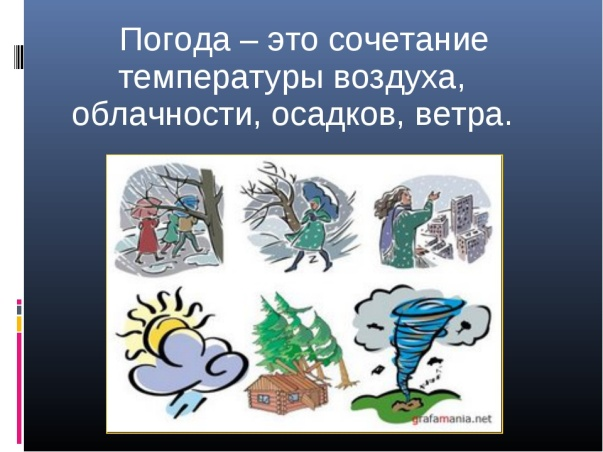 Погода – это сочетание
температуры воздуха,
облачности, осадков, ветра.
grafamania.net